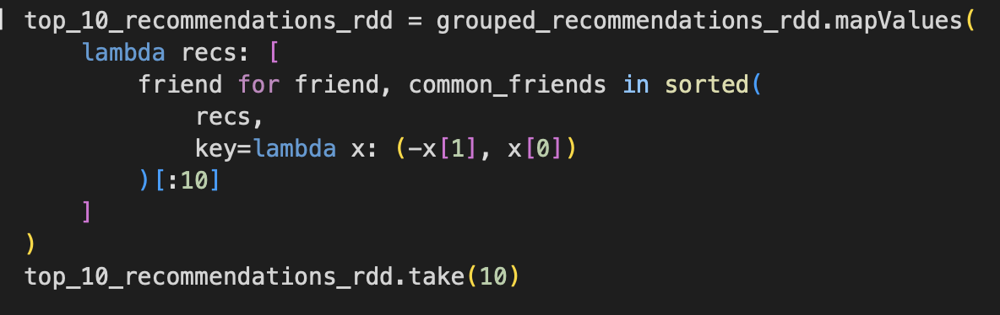 top_10_recommendations_rdd = grouped_recommendations_rdd.mapValues(
    lambda recs: [
        friend for friend, common_friends in sorted(
            recs,
            key=lambda x: (-x[1], x[0])
        )[:10]
    ]
)
top_10_recommendations_rdd.take(10)